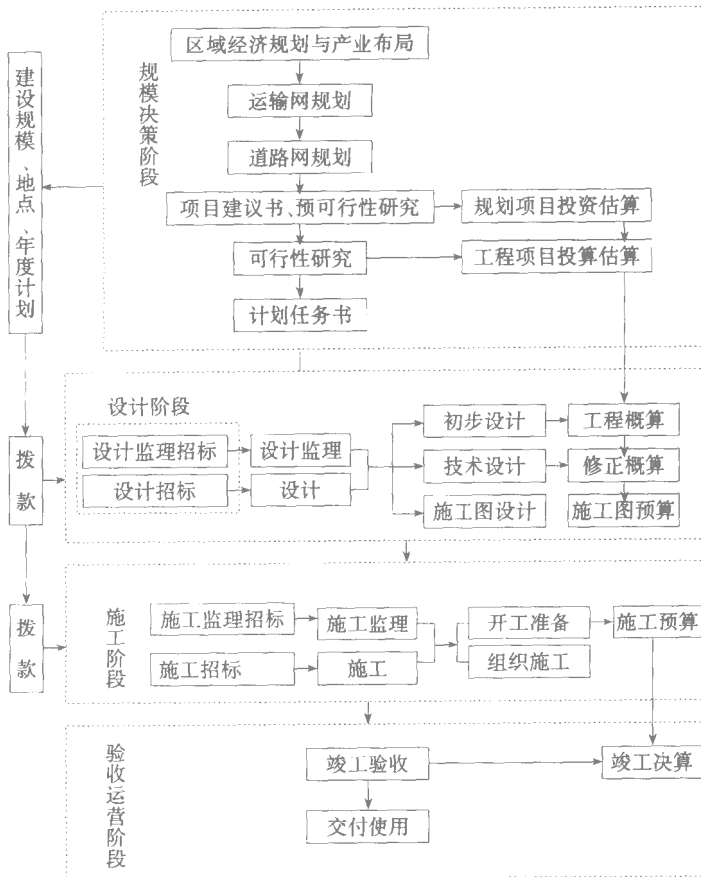 区域经济规划与产业布局
规模决策阶段
建设规模、地点、年度计划
运输网规划
道路网规划
项目建议书、预可行性研究
规划项目投资估算
可行性研究
工程项目投算估算
计划任务书
设计阶段
初步设计
工程概算
设计监理招标
设计监理
技术设计
修正概算
拨款
设计招标
设计
施工图设计
施工图预算
施工阶段
施工监理招标
施工监理
开工准备
施工预算
拨款
施工招标
施工
组织施工
验收运营阶段
竣工验收
竣工决算
交付使用